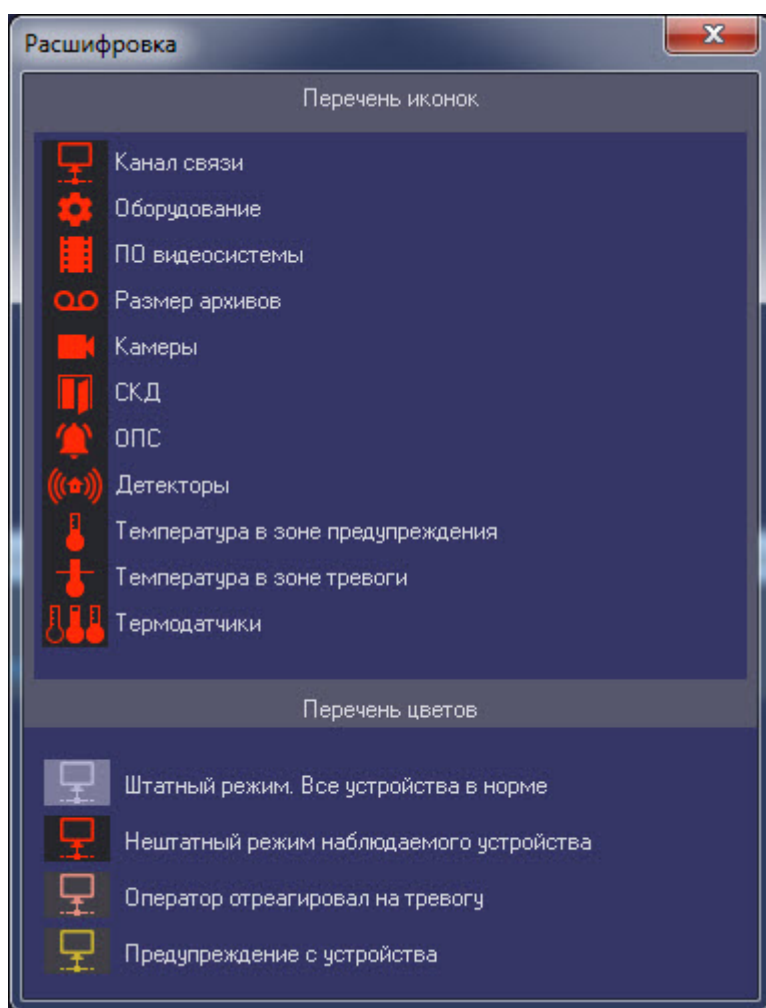 Расшифровка
Перечень иконок
Канал связи
Оборудование
ПО видеосистемы
Размер архивов
Камеры
СКД
ОПС
Детекторы
Температура в зоне предупреждения
Температура в зоне тревоги
Термодатчики
Перечень цветов
Штатный режим. Все устройства в норме
Нештатный режим наблюдаемого устройства
Оператор отреагировал на тревогу
Предупреждение с устройства